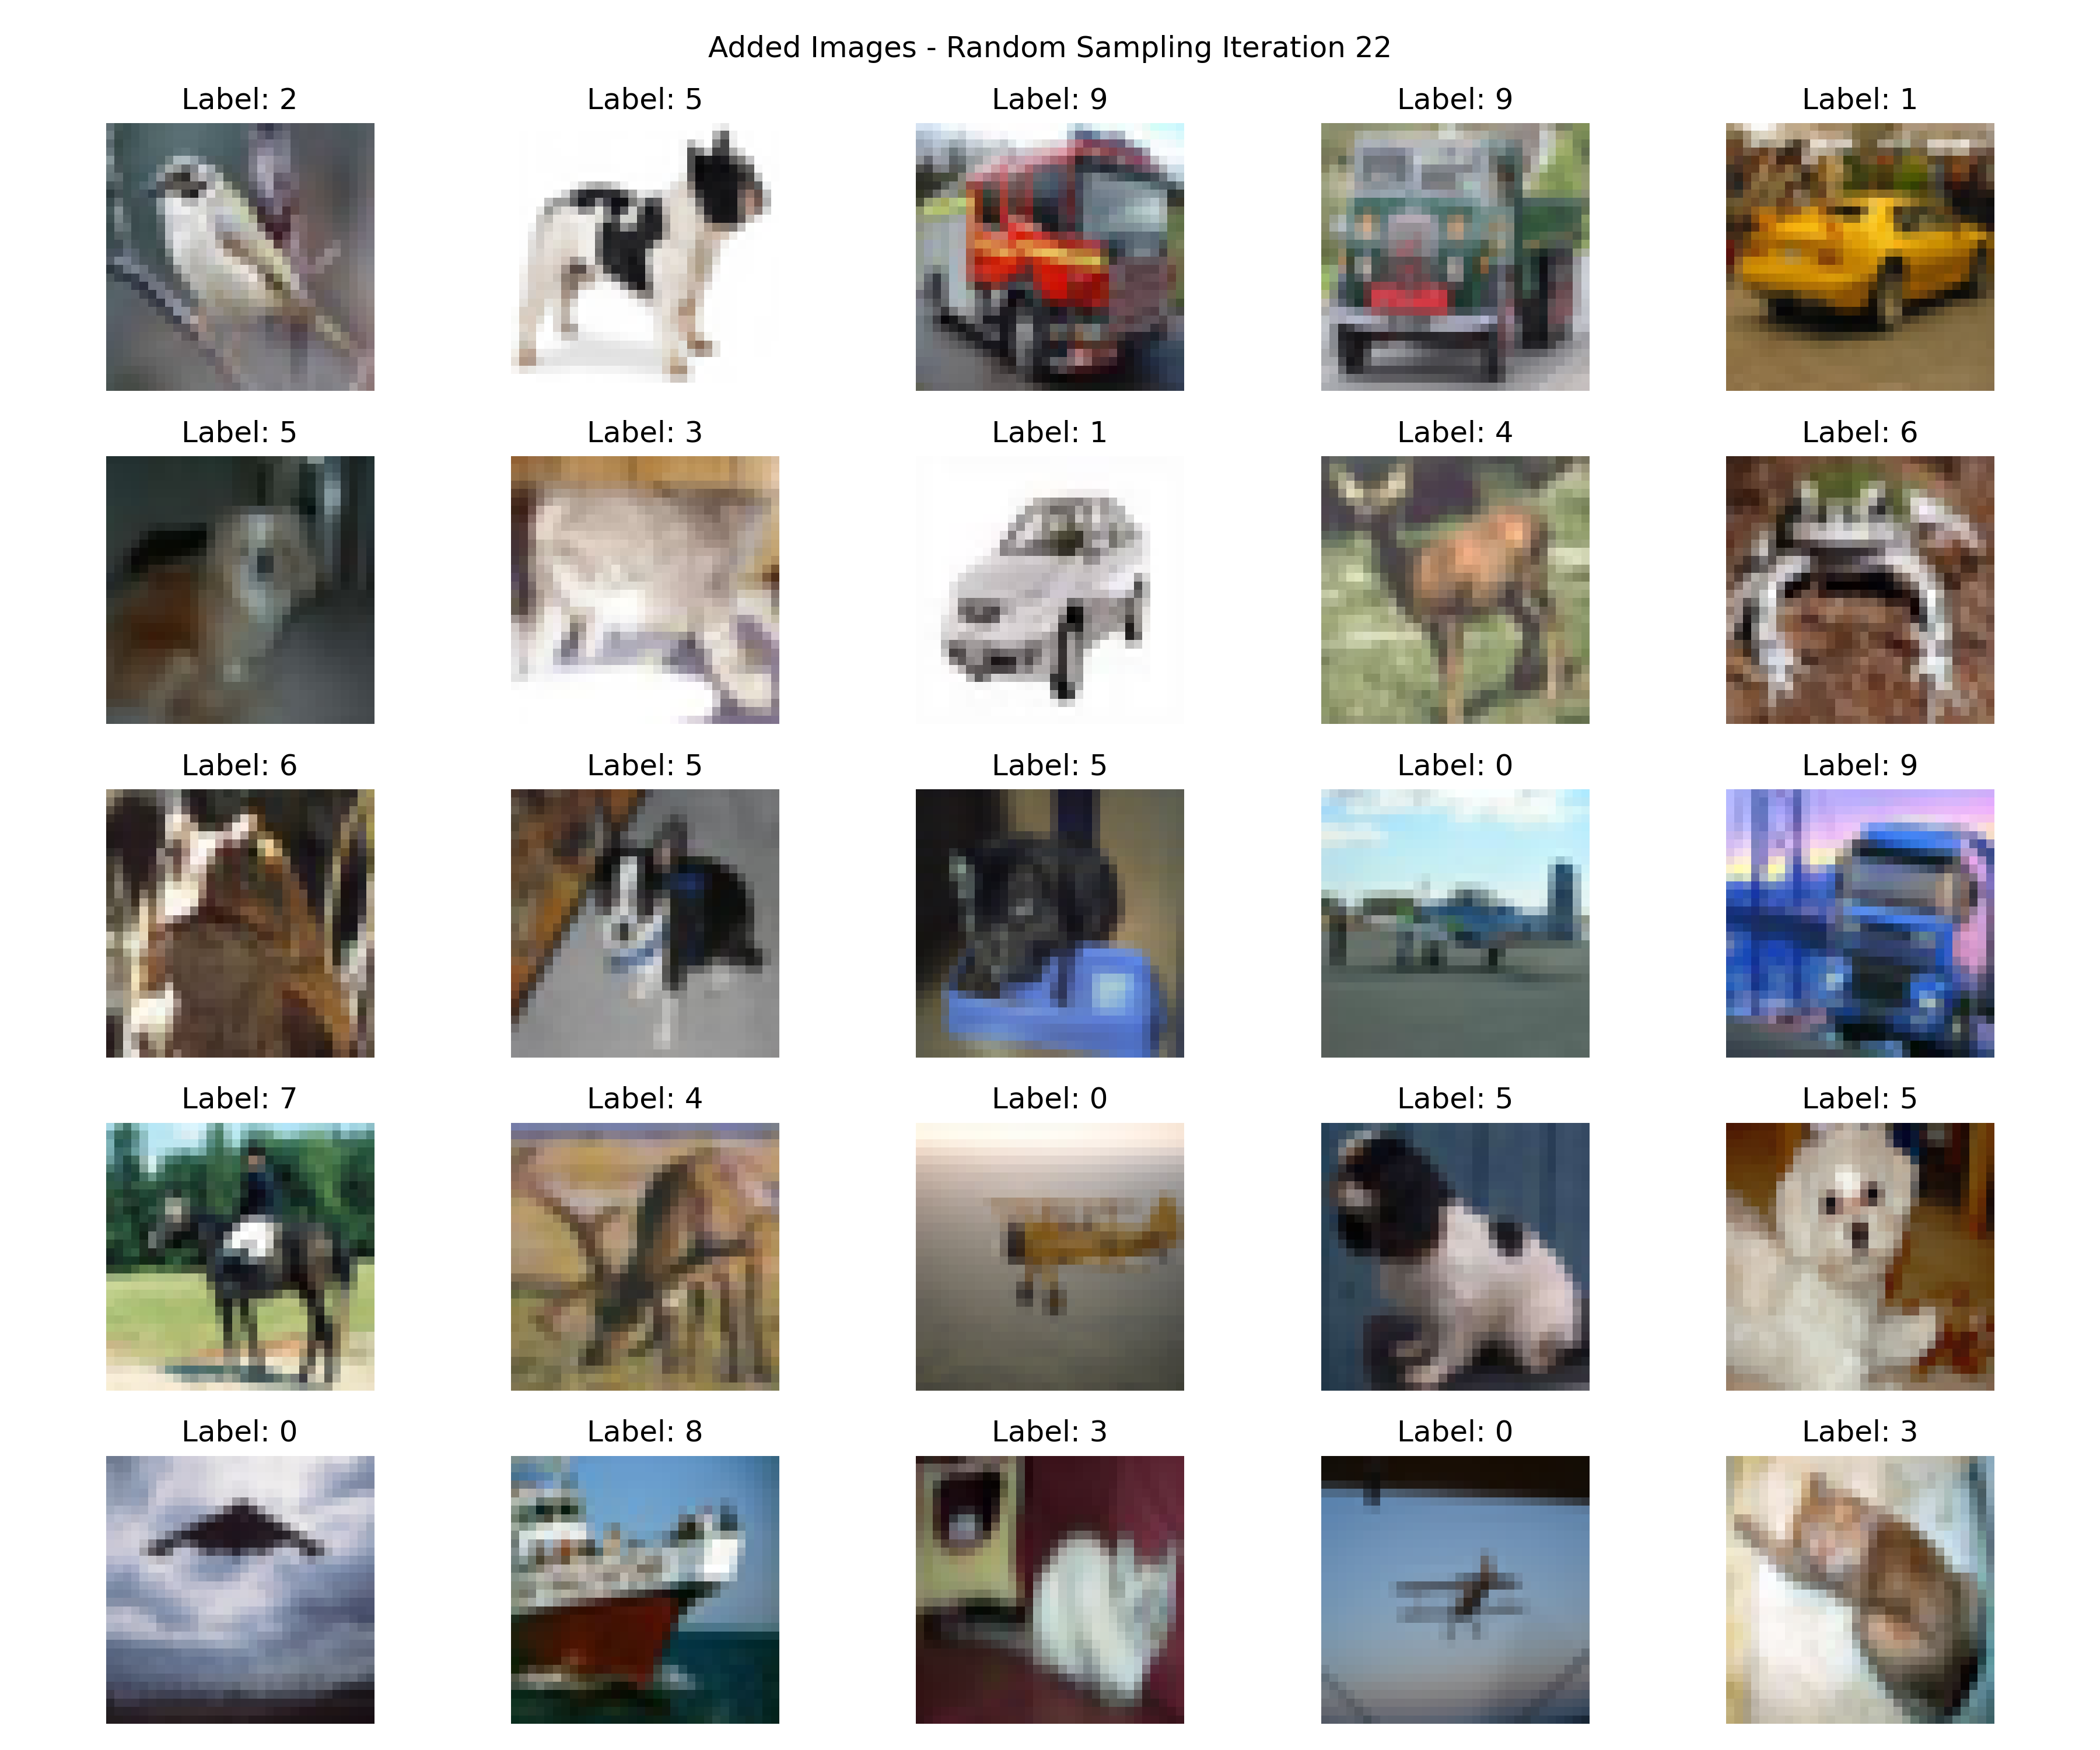 Added Images - Random Sampling Iteration 22
Label: 2 Label: 5 Label: 9 Label: 9 Label: 1
Label: 5 Label: 3 Label: 1 Label: 4 Label: 6
Label: 6 Label: 5 Label: 5 Label: 0 Label: 9
Label: 7 Label: 4 Label: 0 Label: 5 Label: 5
Label: 0 Label: 8 Label: 3 Label: 0 Label: 3